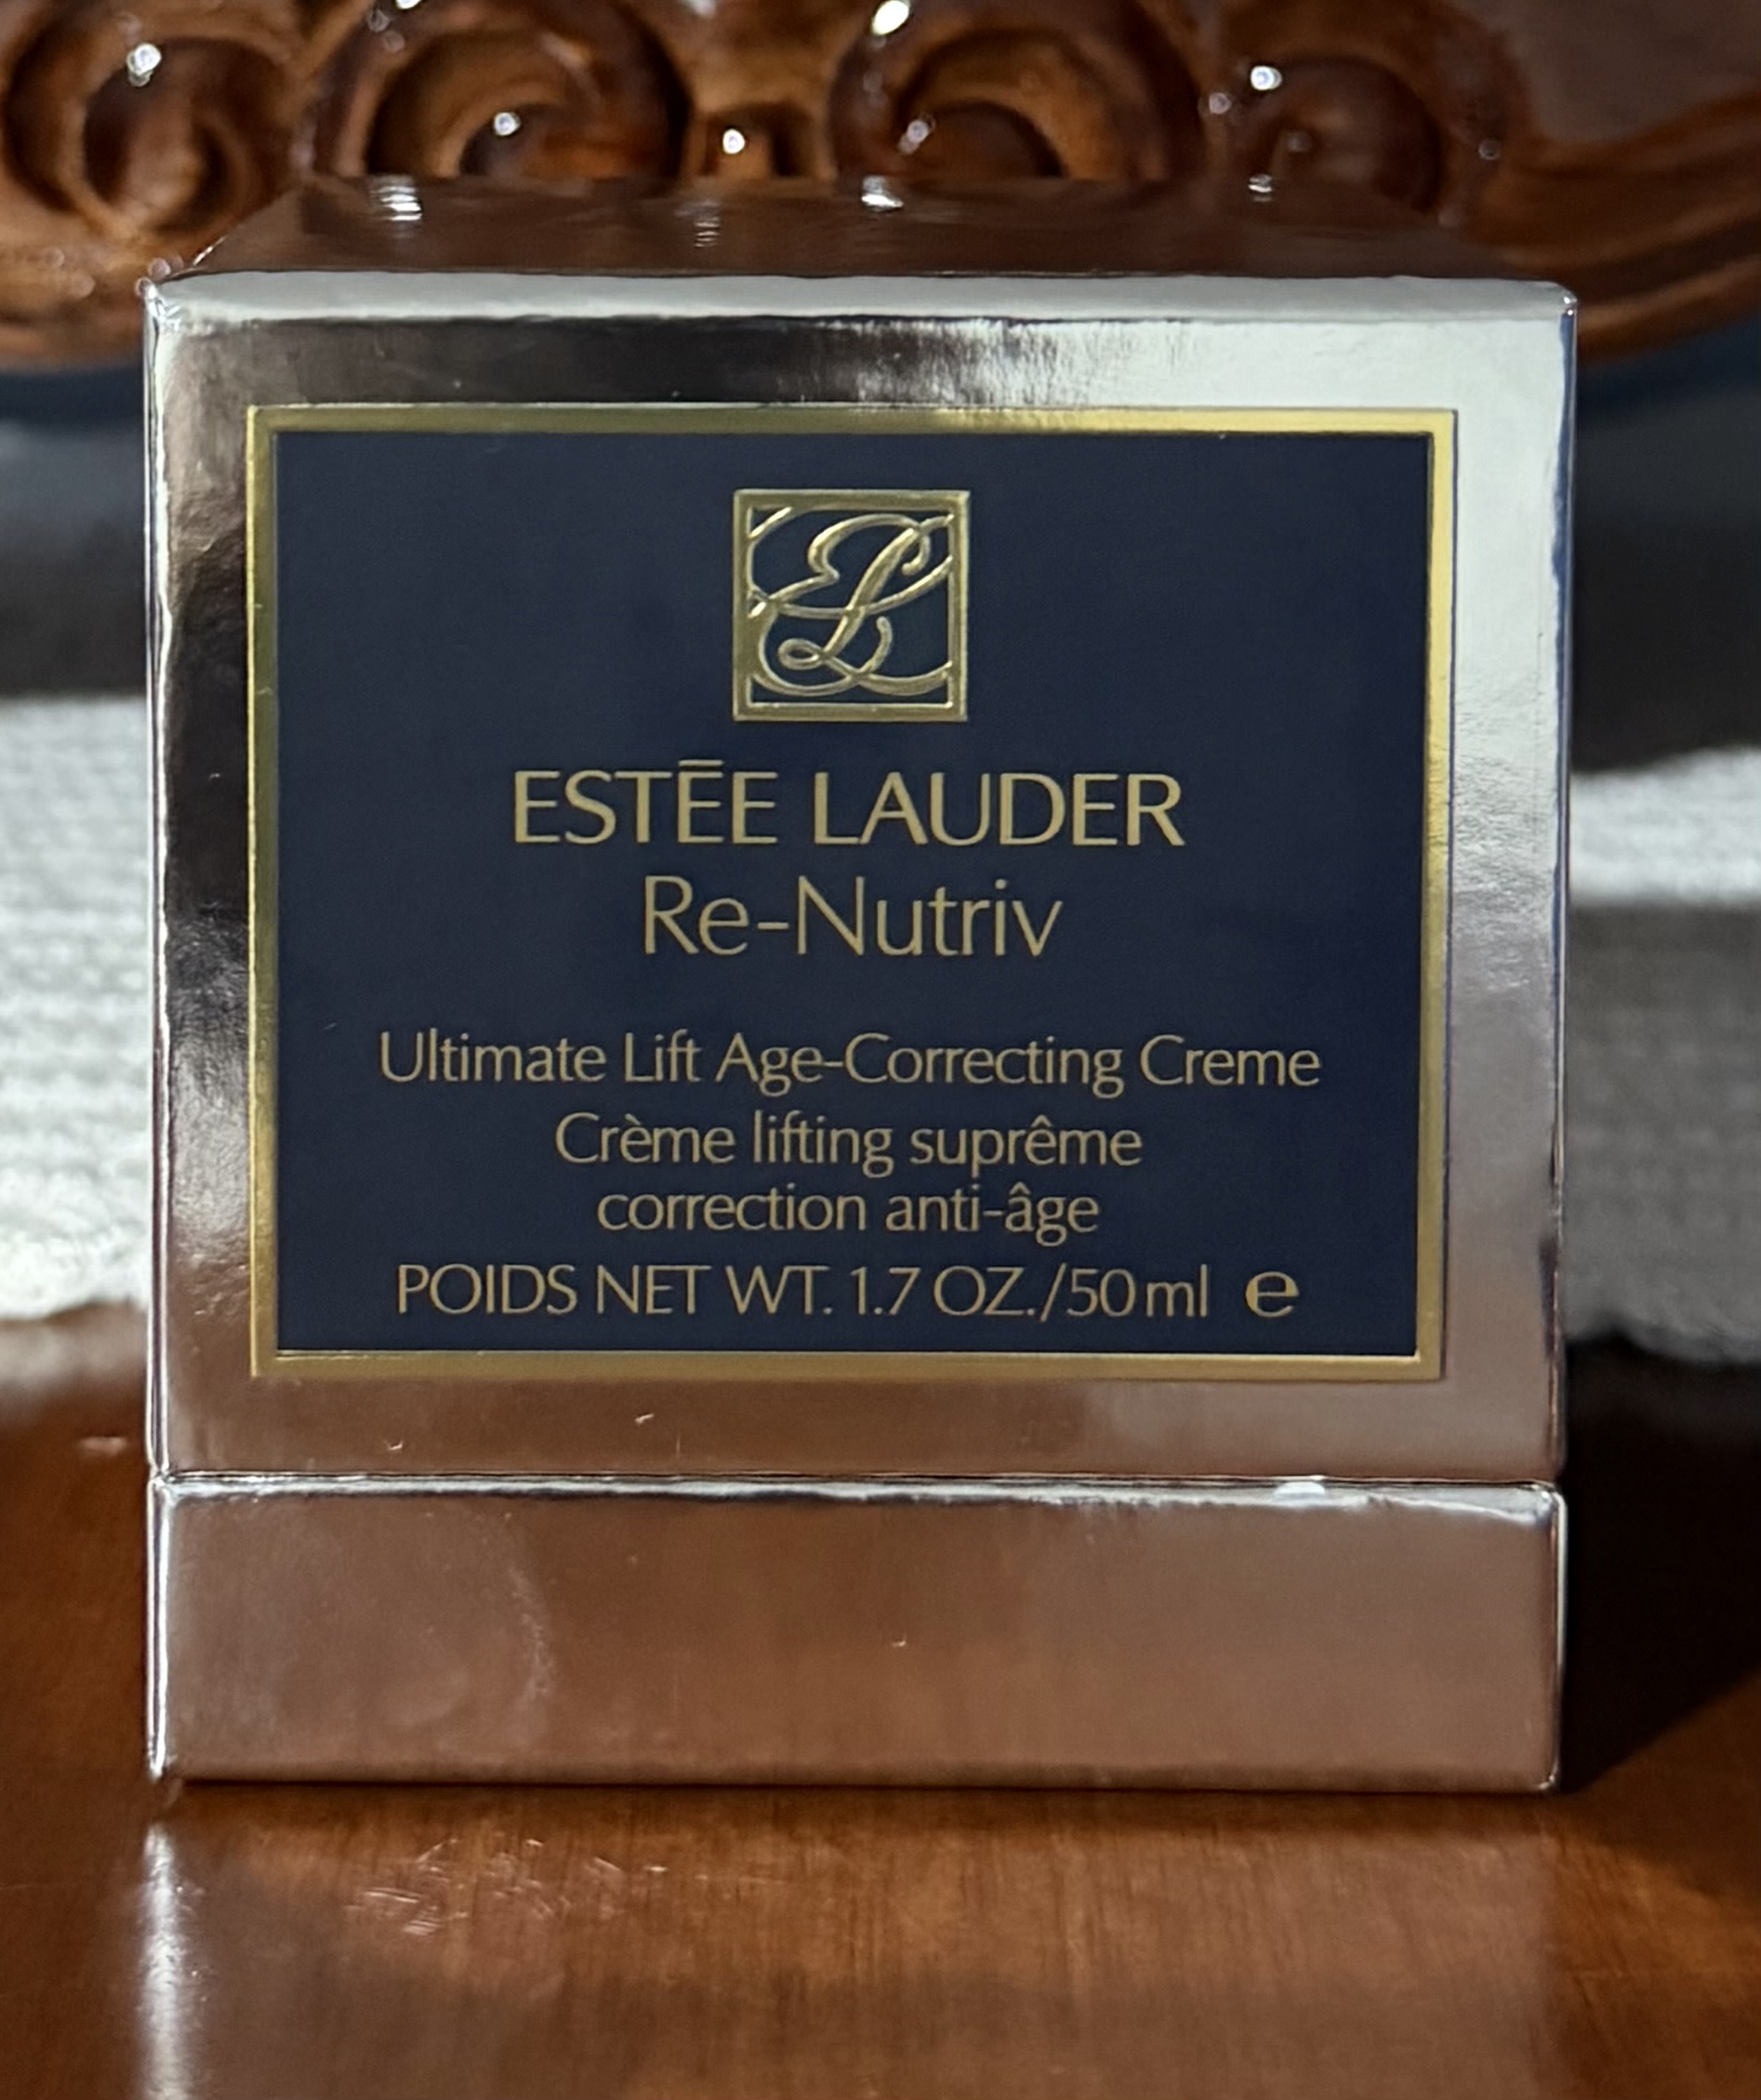 EL
ESTĒE LAUDER
Re-Nutriv
Ultimate Lift Age-Correcting Creme
Crème lifting suprême
correction anti-âge
POIDS NET WT. 1.7 OZ./50 ml ℮